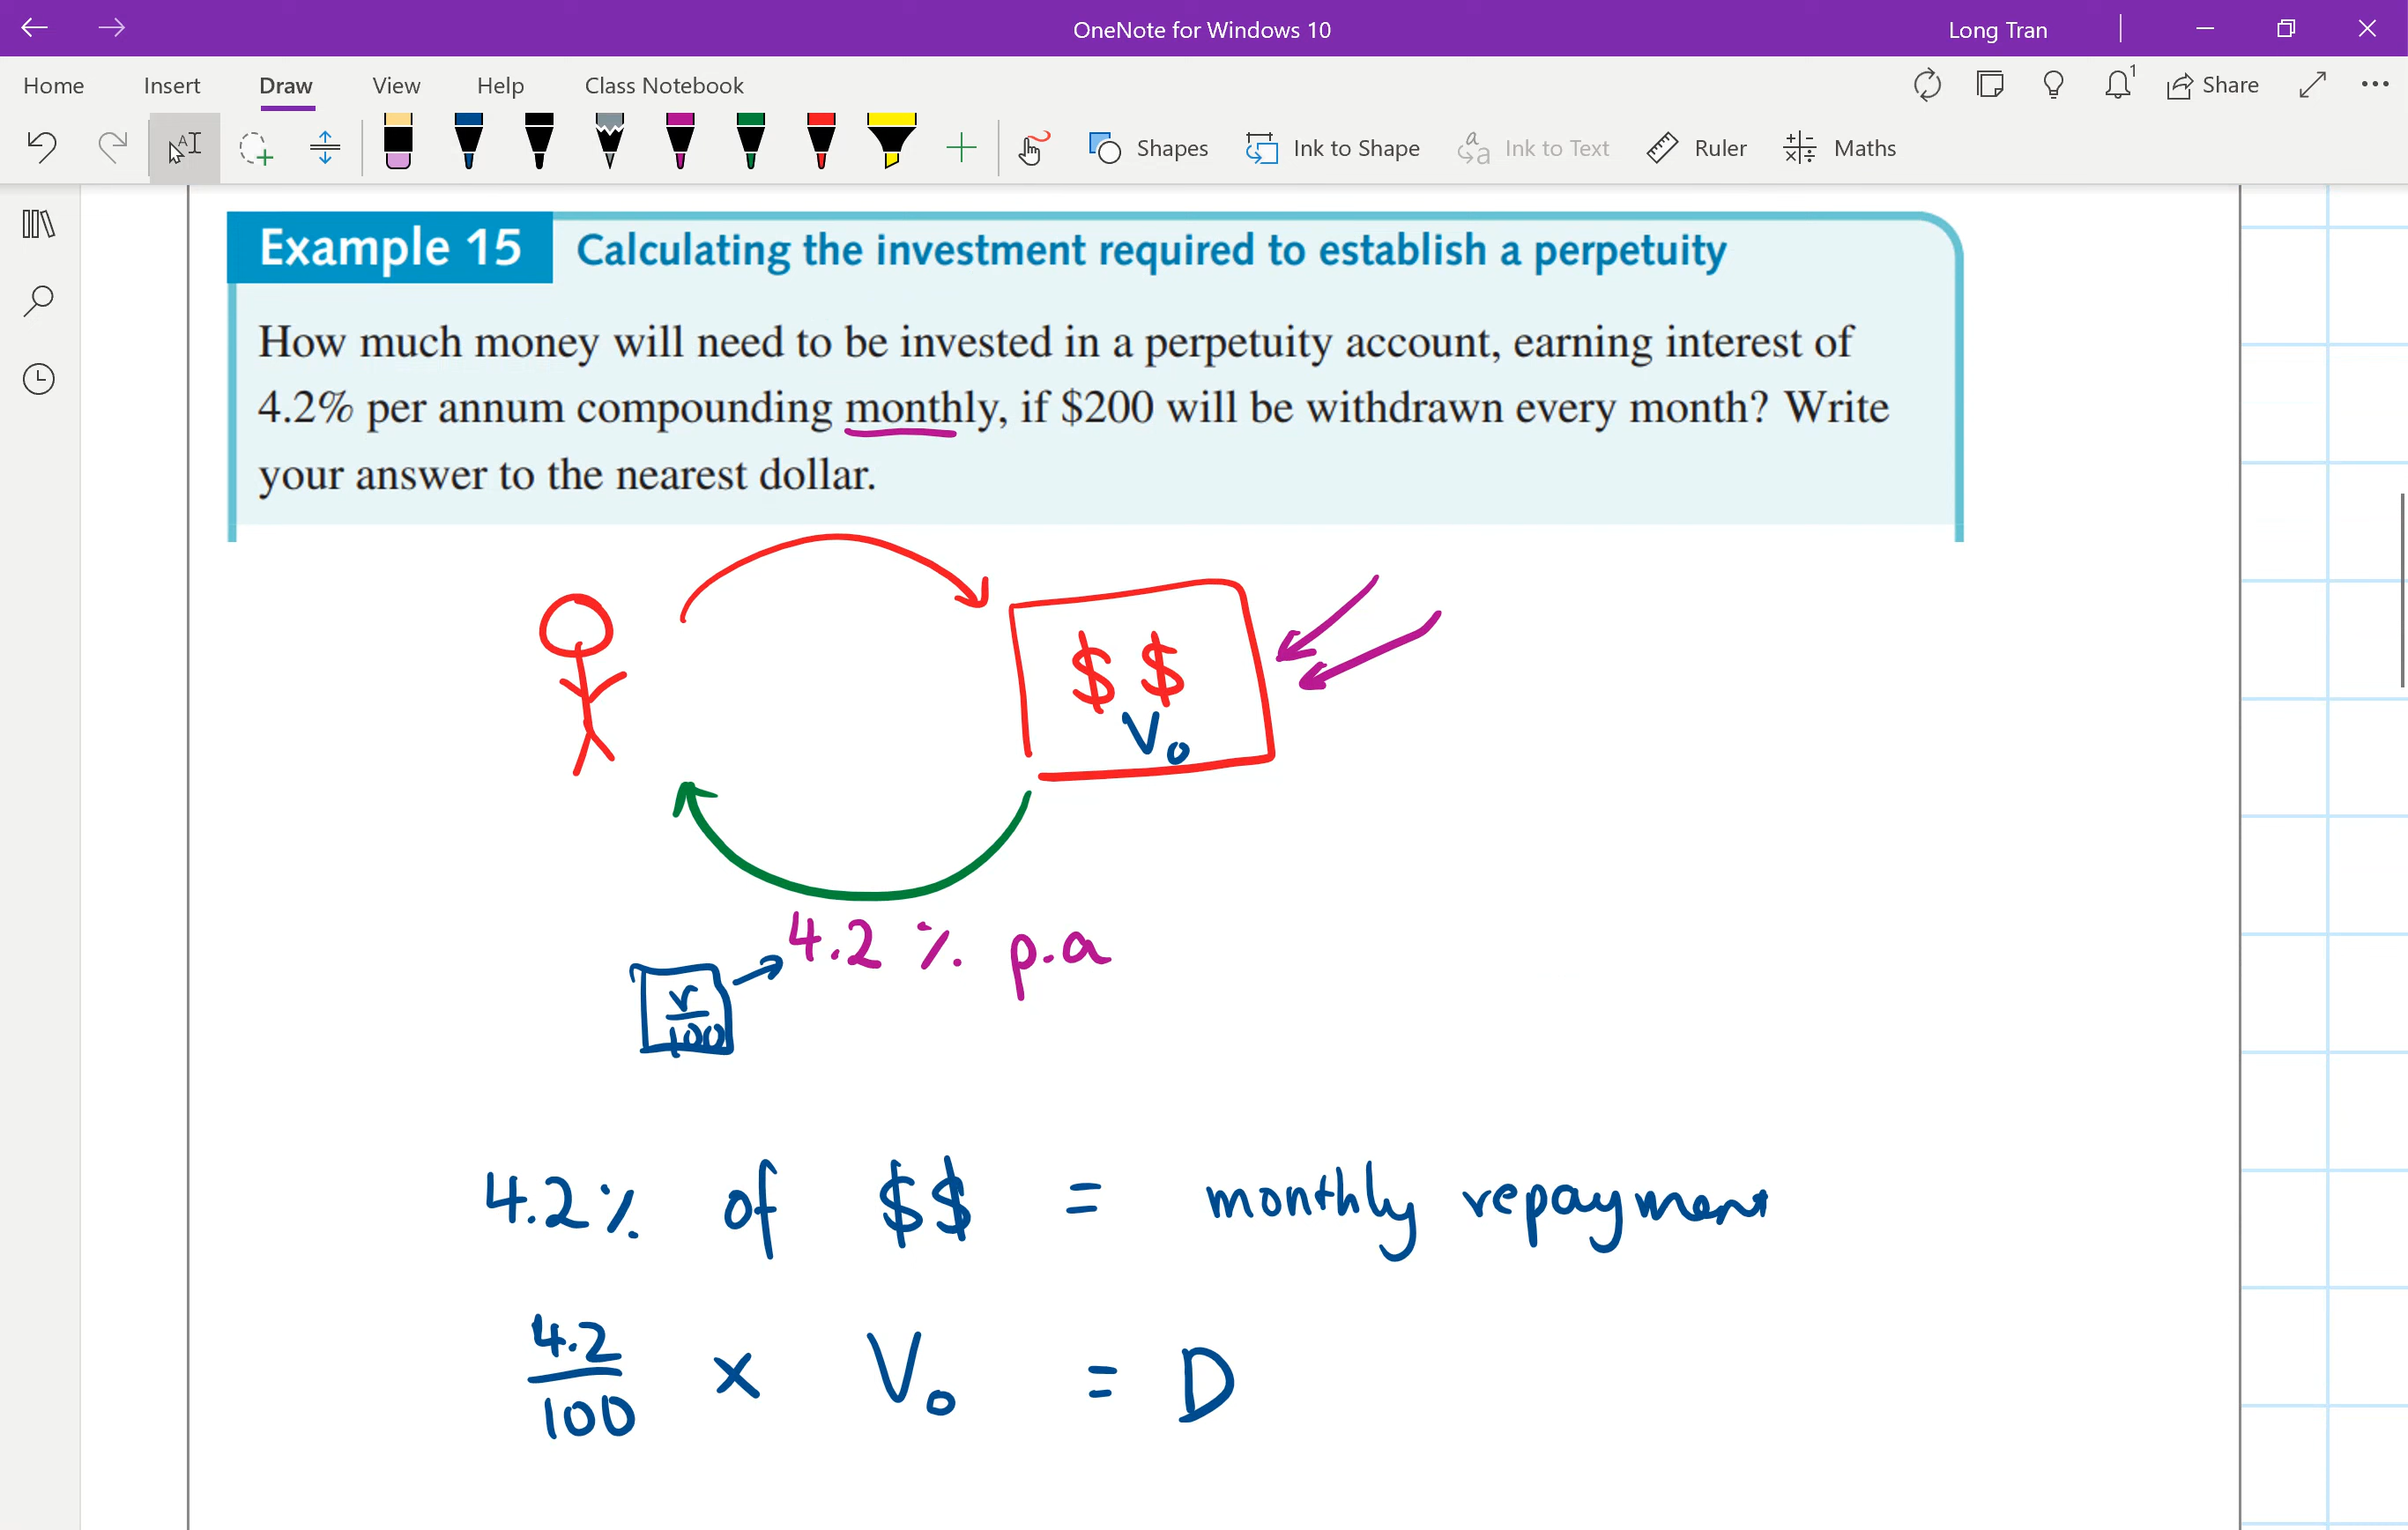 OneNote for Windows 10
Long Tran
Home Insert Draw View Help Class Notebook
1 Share
Shapes Ink to Shape Ink to Text Ruler Maths
Example 15 Calculating the investment required to establish a perpetuity
How much money will need to be invested in a perpetuity account, earning interest of
4.2% per annum compounding monthly, if $200 will be withdrawn every month? Write
your answer to the nearest dollar.
$ $
V₀
4.2 % p.a
r/100
4.2% of $$ = monthly repayment
4.2/100 × V₀ = D